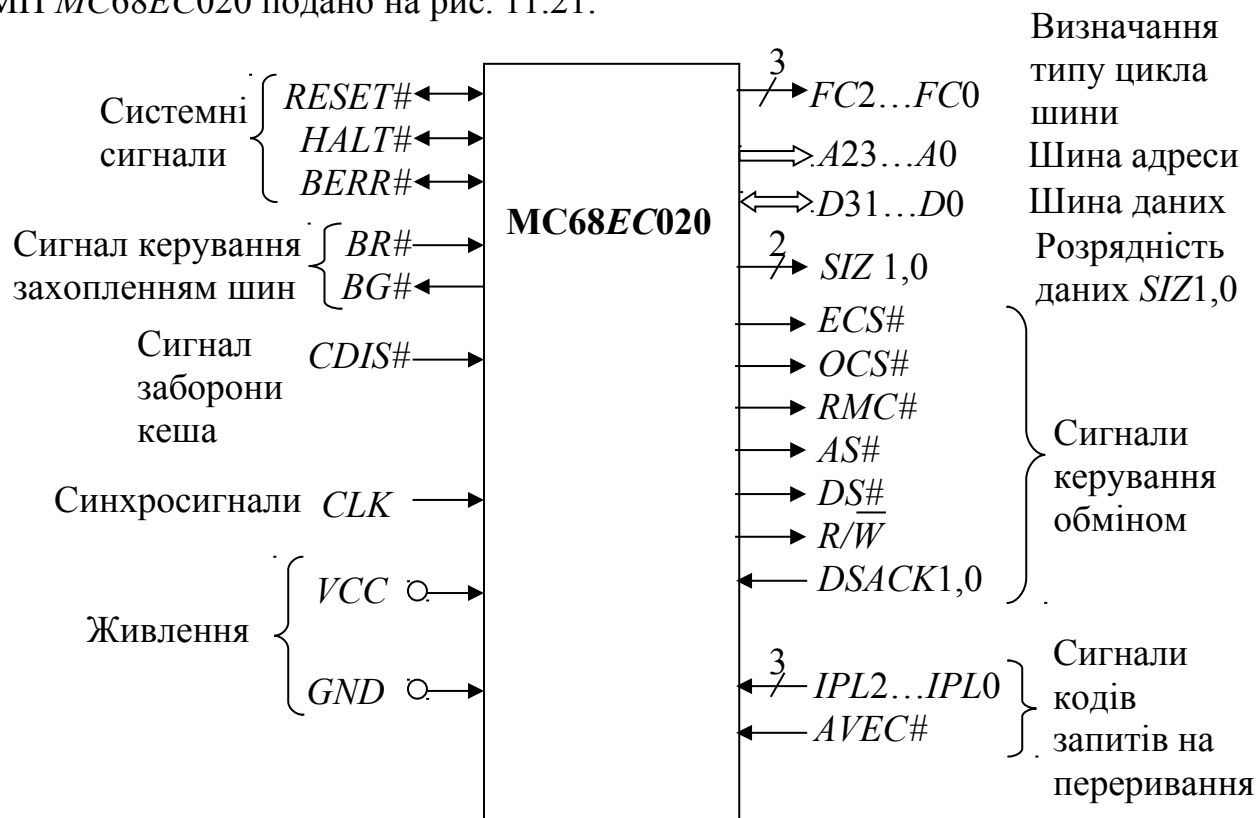 МП MC68EC020 подано на рис. 11.21.
Системні
сигнали
RESET#
HALT#
BERR#
Сигнал керування
захопленням шин
BR#
BG#
Сигнал
заборони
кеша
CDIS#
Синхросигнали CLK
Живлення
VCC
GND
MC68EC020
3
FC2…FC0
Визначання
типу цикла
шини
A23…A0
Шина адреси
D31…D0
Шина даних
2
SIZ 1,0
Розрядність
даних SIZ1,0
ECS#
OCS#
RMC#
AS#
DS#
R/W̅
DSACK1,0
Сигнали
керування
обміном
3
IPL2…IPL0
AVEC#
Сигнали
кодів
запитів на
переривання